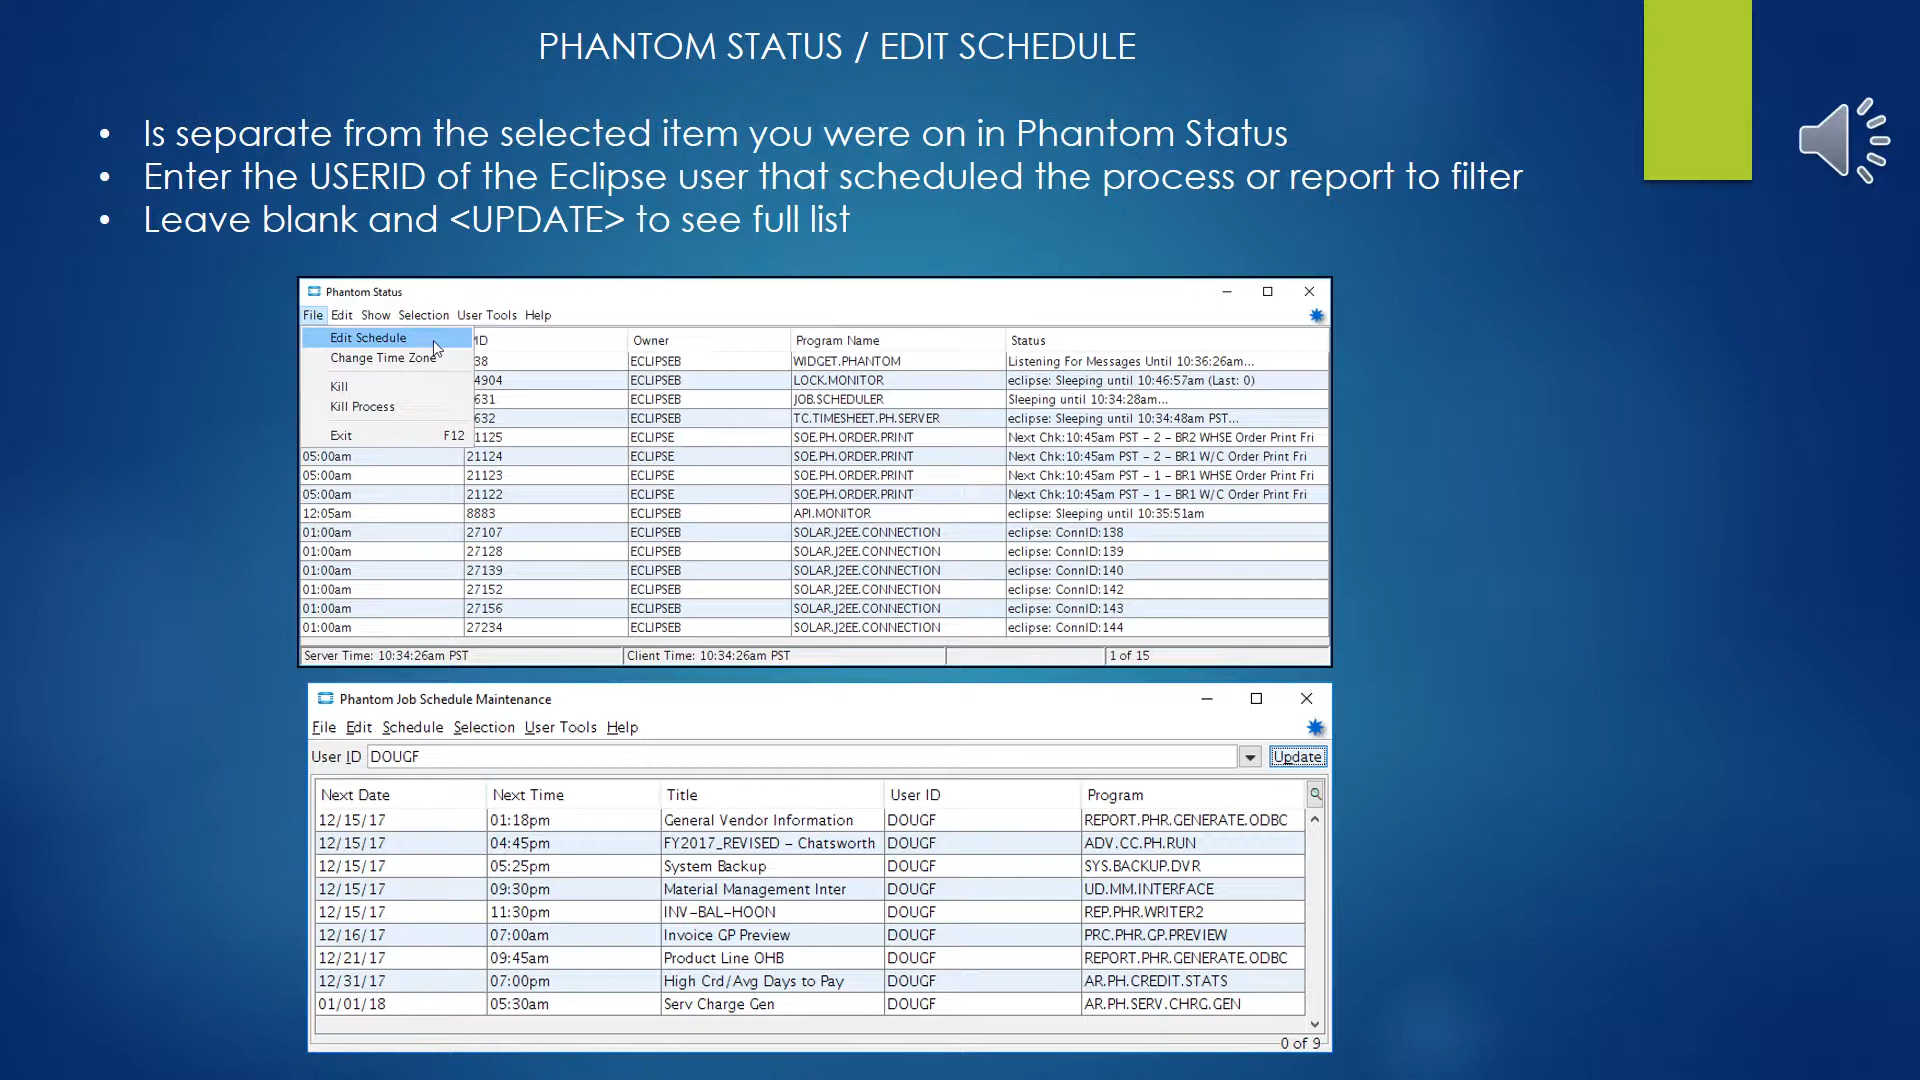 PHANTOM STATUS / EDIT SCHEDULE
• Is separate from the selected item you were on in Phantom Status
• Enter the USERID of the Eclipse user that scheduled the process or report to filter
• Leave blank and <UPDATE> to see full list
Phantom Status
File Edit Show Selection User Tools Help
Edit Schedule
Change Time Zone
Kill
Kill Process
Exit F12
ID Owner Program Name Status
38 ECLIPSEB WIDGET.PHANTOM Listening For Messages Until 10:36:26am...
4904 ECLIPSEB LOCK.MONITOR eclipse: Sleeping until 10:46:57am (Last: 0)
631 ECLIPSEB JOB.SCHEDULER Sleeping until 10:34:28am...
632 ECLIPSEB TC.TIMESHEET.PH.SERVER eclipse: Sleeping until 10:34:48am PST...
1125 ECLIPSE SOE.PH.ORDER.PRINT Next Chk:10:45am PST - 2 - BR2 WHSE Order Print Fri
05:00am 21124 ECLIPSE SOE.PH.ORDER.PRINT Next Chk:10:45am PST - 2 - BR1 W/C Order Print Fri
05:00am 21123 ECLIPSE SOE.PH.ORDER.PRINT Next Chk:10:45am PST - 1 - BR1 WHSE Order Print Fri
05:00am 21122 ECLIPSE SOE.PH.ORDER.PRINT Next Chk:10:45am PST - 1 - BR1 W/C Order Print Fri
12:05am 8883 ECLIPSEB API.MONITOR eclipse: Sleeping until 10:35:51am
01:00am 27107 ECLIPSEB SOLAR.J2EE.CONNECTION eclipse: ConnID:138
01:00am 27128 ECLIPSEB SOLAR.J2EE.CONNECTION eclipse: ConnID:139
01:00am 27139 ECLIPSEB SOLAR.J2EE.CONNECTION eclipse: ConnID:140
01:00am 27152 ECLIPSEB SOLAR.J2EE.CONNECTION eclipse: ConnID:142
01:00am 27156 ECLIPSEB SOLAR.J2EE.CONNECTION eclipse: ConnID:143
01:00am 27234 ECLIPSEB SOLAR.J2EE.CONNECTION eclipse: ConnID:144
Server Time: 10:34:26am PST Client Time: 10:34:26am PST 1 of 15
Phantom Job Schedule Maintenance
File Edit Schedule Selection User Tools Help
User ID DOUGF Update
Next Date Next Time Title User ID Program
12/15/17 01:18pm General Vendor Information DOUGF REPORT.PHR.GENERATE.ODBC
12/15/17 04:45pm FY2017_REVISED - Chatsworth DOUGF ADV.CC.PH.RUN
12/15/17 05:25pm System Backup DOUGF SYS.BACKUP.DVR
12/15/17 09:30pm Material Management Inter DOUGF UD.MM.INTERFACE
12/15/17 11:30pm INV-BAL-HOON DOUGF REP.PHR.WRITER2
12/16/17 07:00am Invoice GP Preview DOUGF PRC.PHR.GP.PREVIEW
12/21/17 09:45am Product Line OHB DOUGF REPORT.PHR.GENERATE.ODBC
12/31/17 07:00pm High Crd/Avg Days to Pay DOUGF AR.PH.CREDIT.STATS
01/01/18 05:30am Serv Charge Gen DOUGF AR.PH.SERV.CHRG.GEN
0 of 9